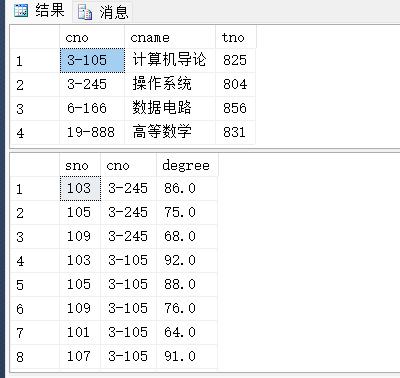 结果 消息
cno cname tno
1 3-105 计算机导论 825
2 3-245 操作系统 804
3 6-166 数据电路 856
4 19-888 高等数学 831
sno cno degree
1 103 3-245 86.0
2 105 3-245 75.0
3 109 3-245 68.0
4 103 3-105 92.0
5 105 3-105 88.0
6 109 3-105 76.0
7 101 3-105 64.0
8 107 3-105 91.0